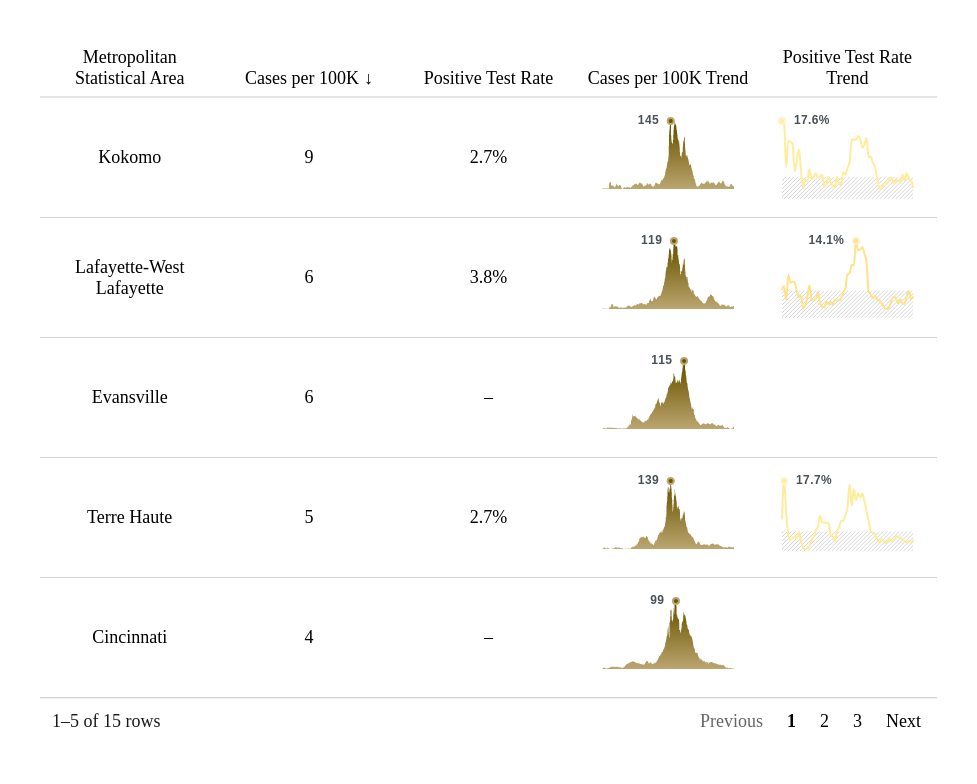 Metropolitan
Statistical Area
Cases per 100K ↓
Positive Test Rate
Cases per 100K Trend
Positive Test Rate
Trend
Kokomo
9
2.7%
145
17.6%
Lafayette-West
Lafayette
6
3.8%
119
14.1%
Evansville
6
–
115
Terre Haute
5
2.7%
139
17.7%
Cincinnati
4
–
99
1–5 of 15 rows
Previous 1 2 3 Next